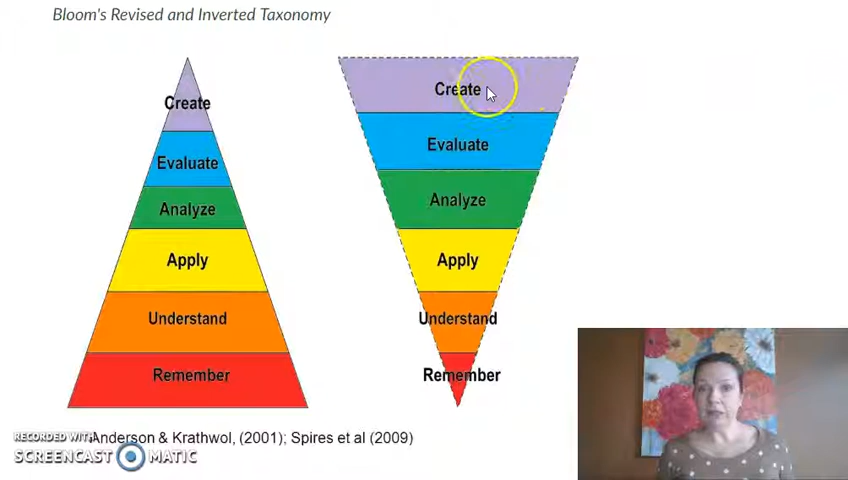 Bloom's Revised and Inverted Taxonomy
Create
Evaluate
Analyze
Apply
Understand
Remember
Create
Evaluate
Analyze
Apply
Understand
Remember
Anderson & Krathwol, (2001); Spires et al (2009)
RECORDED WITH
SCREENCAST MATIC